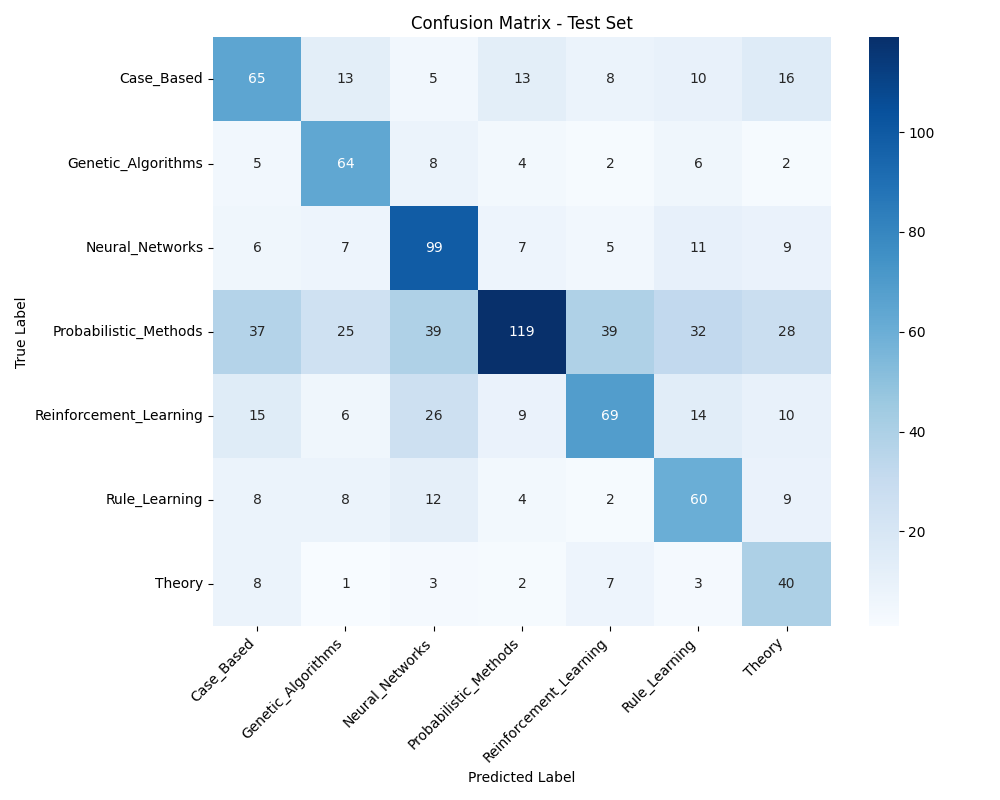 Confusion Matrix - Test Set
True Label
Case_Based 65 13 5 13 8 10 16
Genetic_Algorithms 5 64 8 4 2 6 2
Neural_Networks 6 7 99 7 5 11 9
Probabilistic_Methods 37 25 39 119 39 32 28
Reinforcement_Learning 15 6 26 9 69 14 10
Rule_Learning 8 8 12 4 2 60 9
Theory 8 1 3 2 7 3 40
Case_Based Genetic_Algorithms Neural_Networks Probabilistic_Methods Reinforcement_Learning Rule_Learning Theory
Predicted Label
100
80
60
40
20